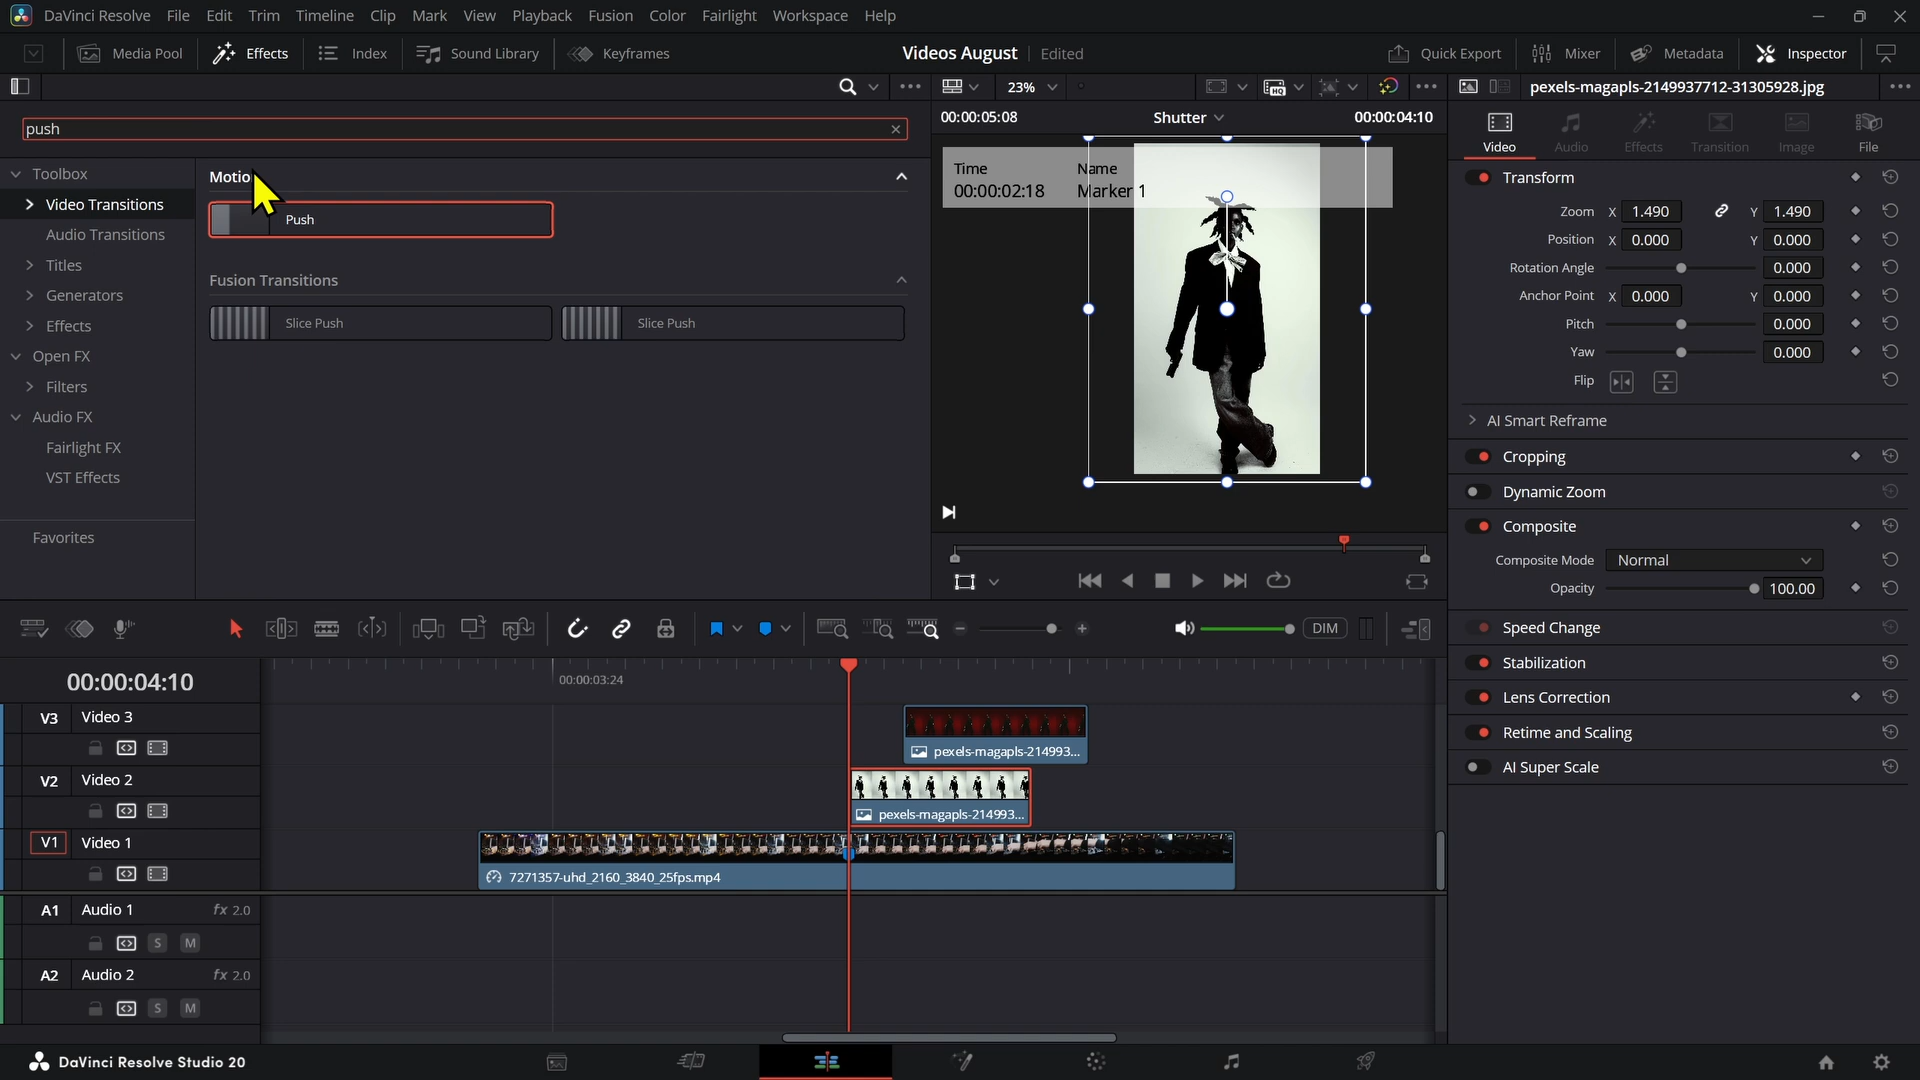 DaVinci Resolve File Edit Trim Timeline Clip Mark View Playback Fusion Color Fairlight Workspace Help
Media Pool Effects Index Sound Library Keyframes Videos August Edited Quick Export Mixer Metadata Inspector
23% pexels-magapls-2149937712-31305928.jpg
00:00:05:08 Shutter 00:00:04:10
push
Toolbox
Video Transitions
Audio Transitions
Titles
Generators
Effects
Open FX
Filters
Audio FX
Fairlight FX
VST Effects
Favorites
Motio
Push
Fusion Transitions
Slice Push Slice Push
Time Name
00:00:02:18 Marker 1
Video Audio Effects Transition Image File
Transform
Zoom X 1.490 Y 1.490
Position X 0.000 Y 0.000
Rotation Angle 0.000
Anchor Point X 0.000 Y 0.000
Pitch 0.000
Yaw 0.000
Flip
AI Smart Reframe
Cropping
Dynamic Zoom
Composite
Composite Mode Normal
Opacity 100.00
Speed Change
Stabilization
Lens Correction
Retime and Scaling
AI Super Scale
DIM
00:00:04:10
00:00:03:24
V3 Video 3
pexels-magapls-214993...
V2 Video 2
pexels-magapls-214993...
V1 Video 1
7271357-uhd_2160_3840_25fps.mp4
A1 Audio 1 fx 2.0
S M
A2 Audio 2 fx 2.0
S M
DaVinci Resolve Studio 20